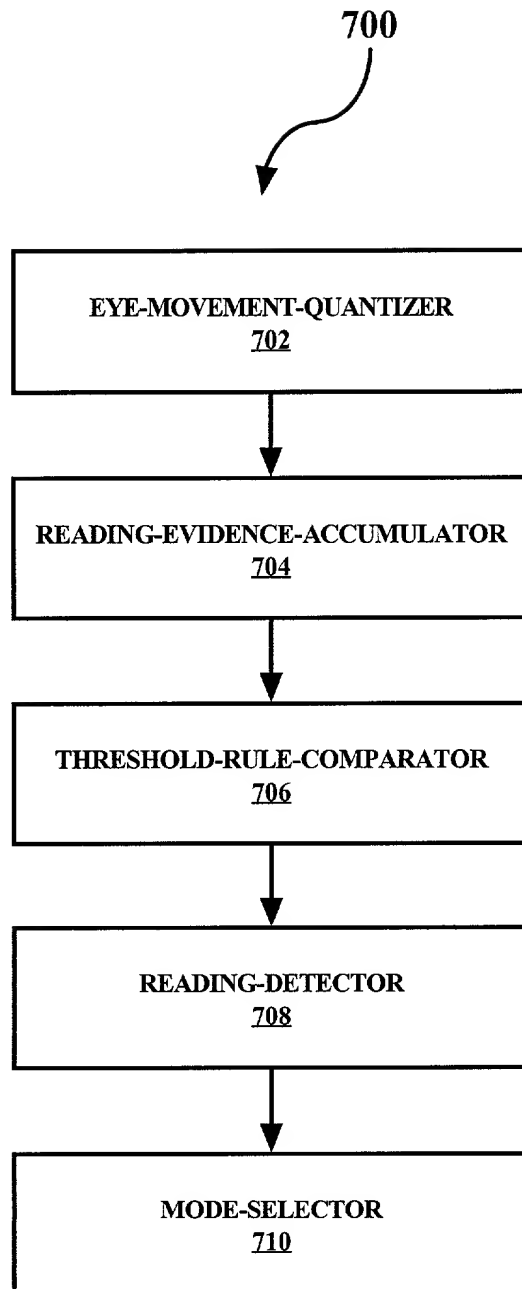 700
EYE-MOVEMENT-QUANTIZER
702
READING-EVIDENCE-ACCUMULATOR
704
THRESHOLD-RULE-COMPARATOR
706
READING-DETECTOR
708
MODE-SELECTOR
710